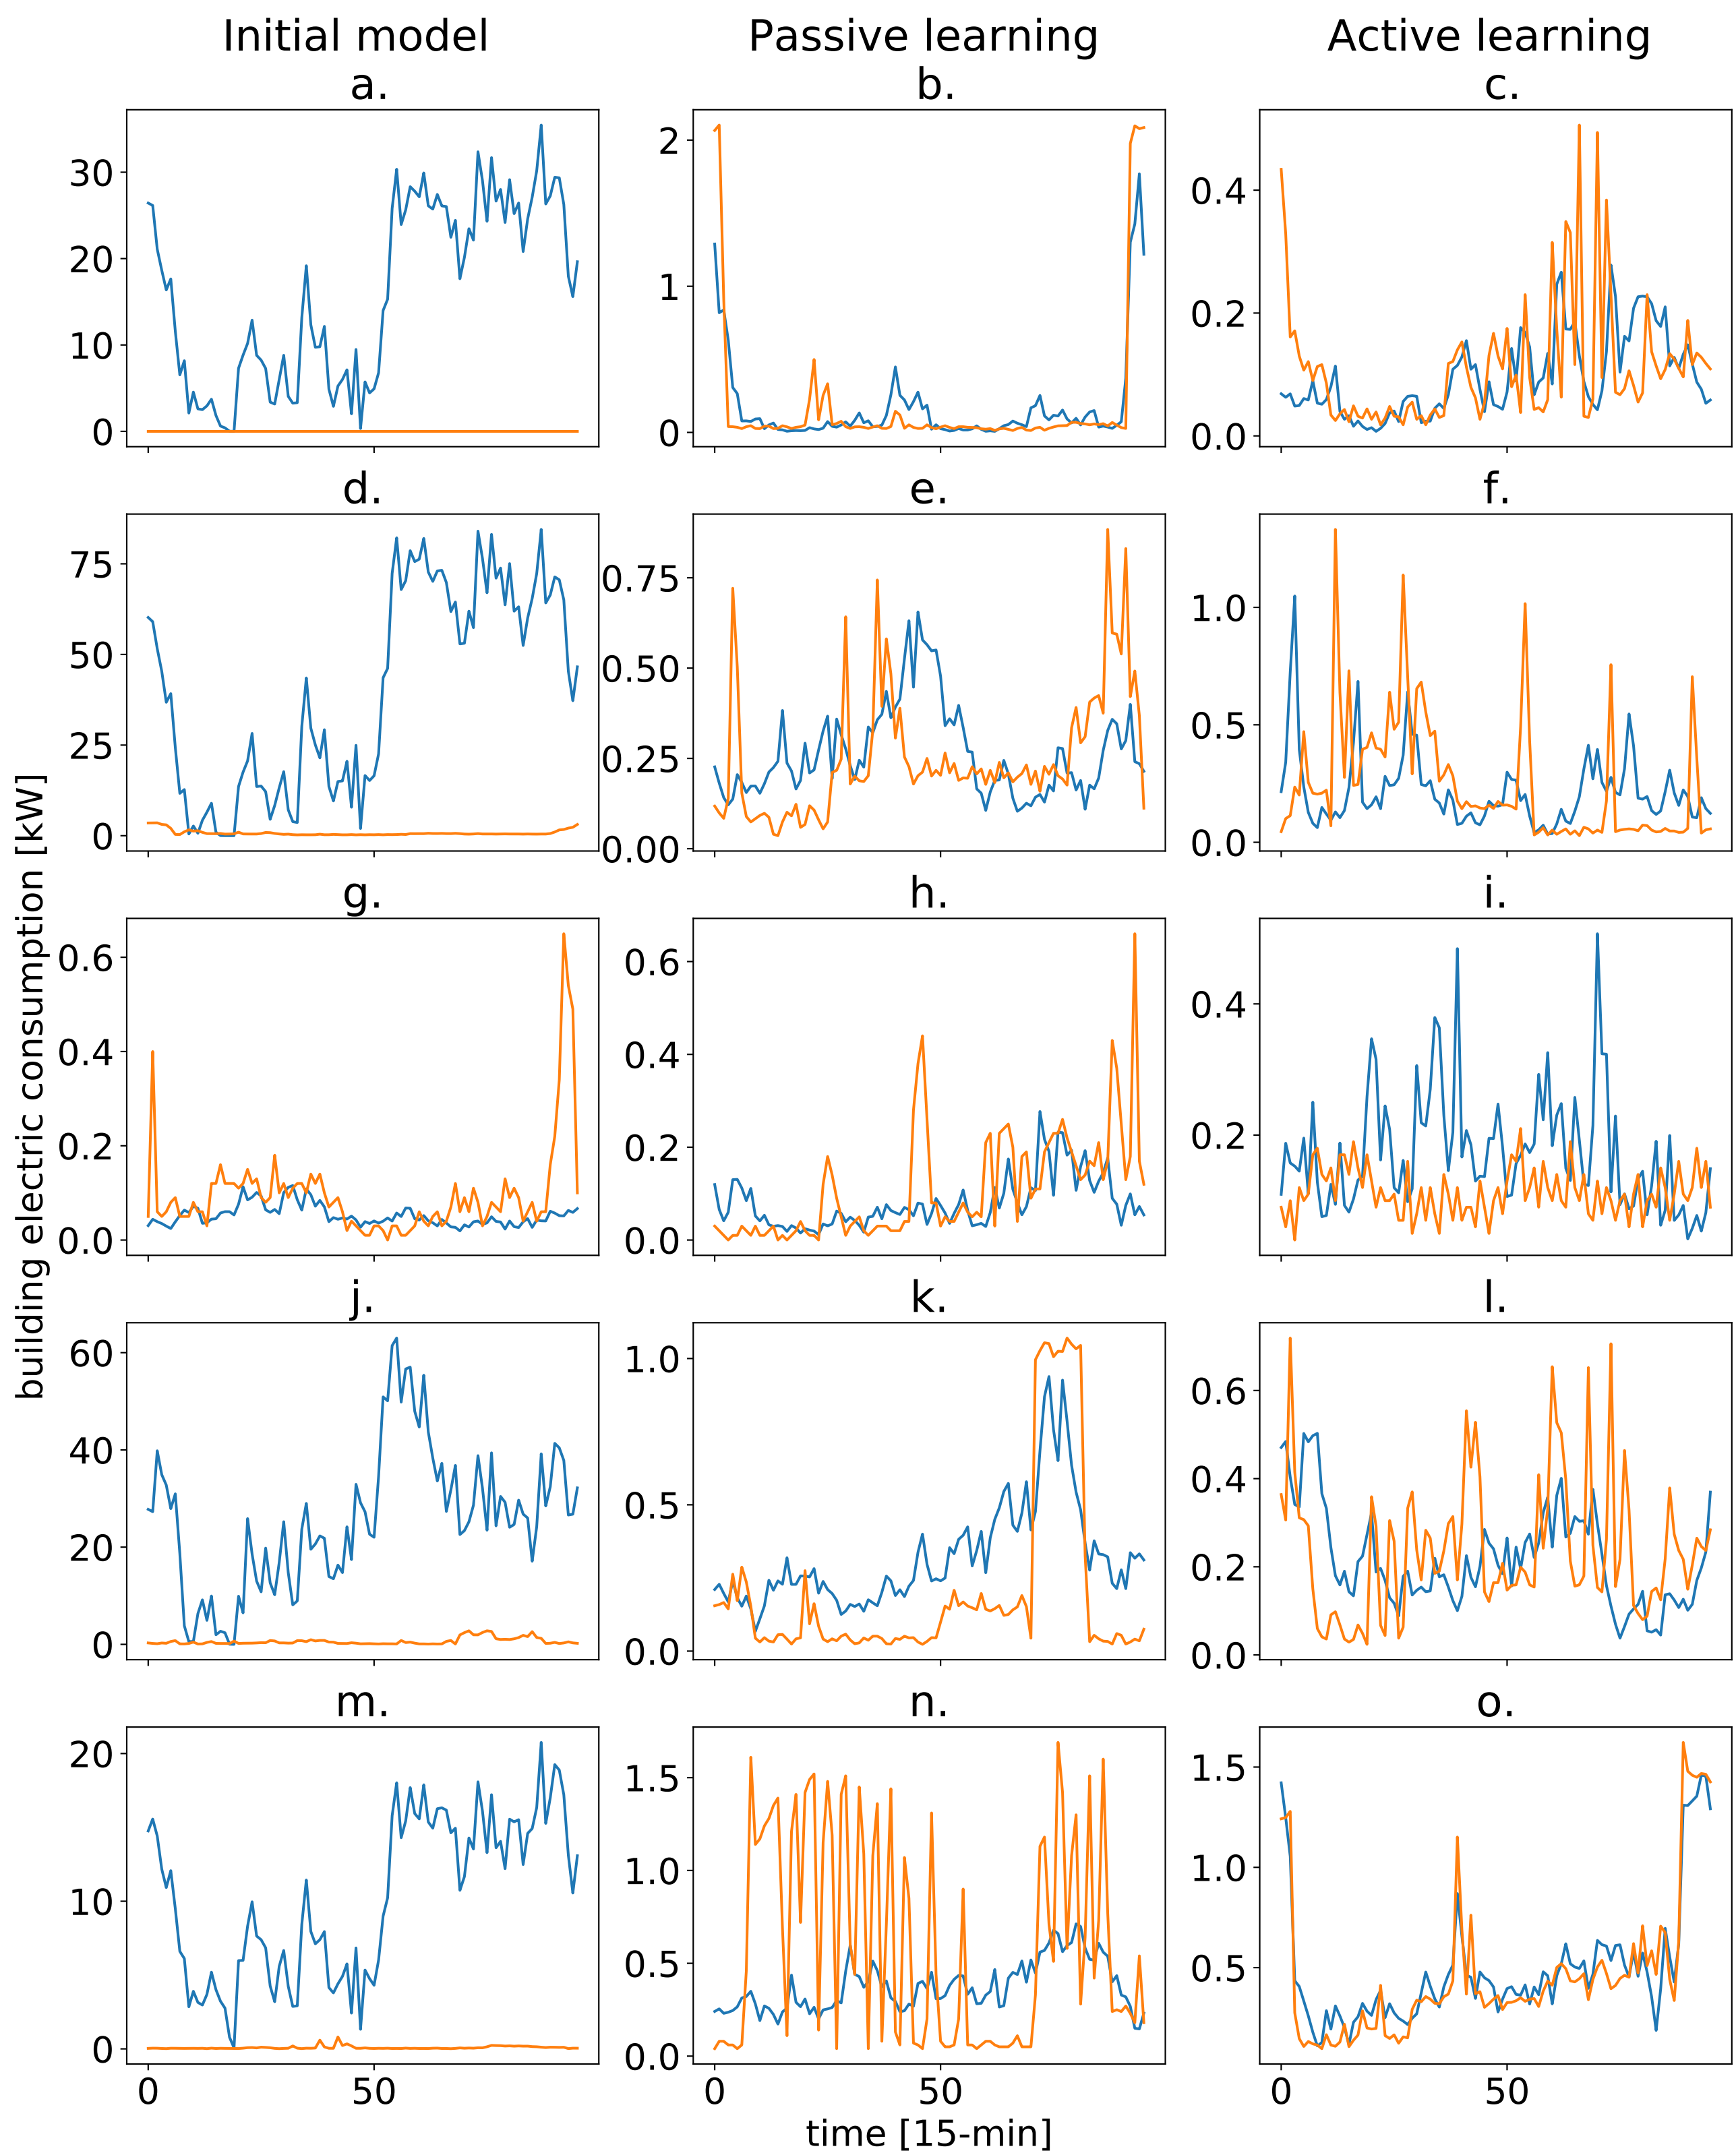 Initial model
Passive learning
Active learning
a.
b.
c.
30
20
10
0
2
1
0
0.4
0.2
0.0
d.
e.
f.
75
50
25
0
0.75
0.50
0.25
0.00
1.0
0.5
0.0
g.
h.
i.
0.6
0.4
0.2
0.0
0.6
0.4
0.2
0.0
0.4
0.2
building electric consumption [kW]
j.
k.
l.
60
40
20
0
1.0
0.5
0.0
0.6
0.4
0.2
0.0
m.
n.
o.
20
10
0
1.5
1.0
0.5
0.0
1.5
1.0
0.5
0 50
0 50
0 50
time [15-min]